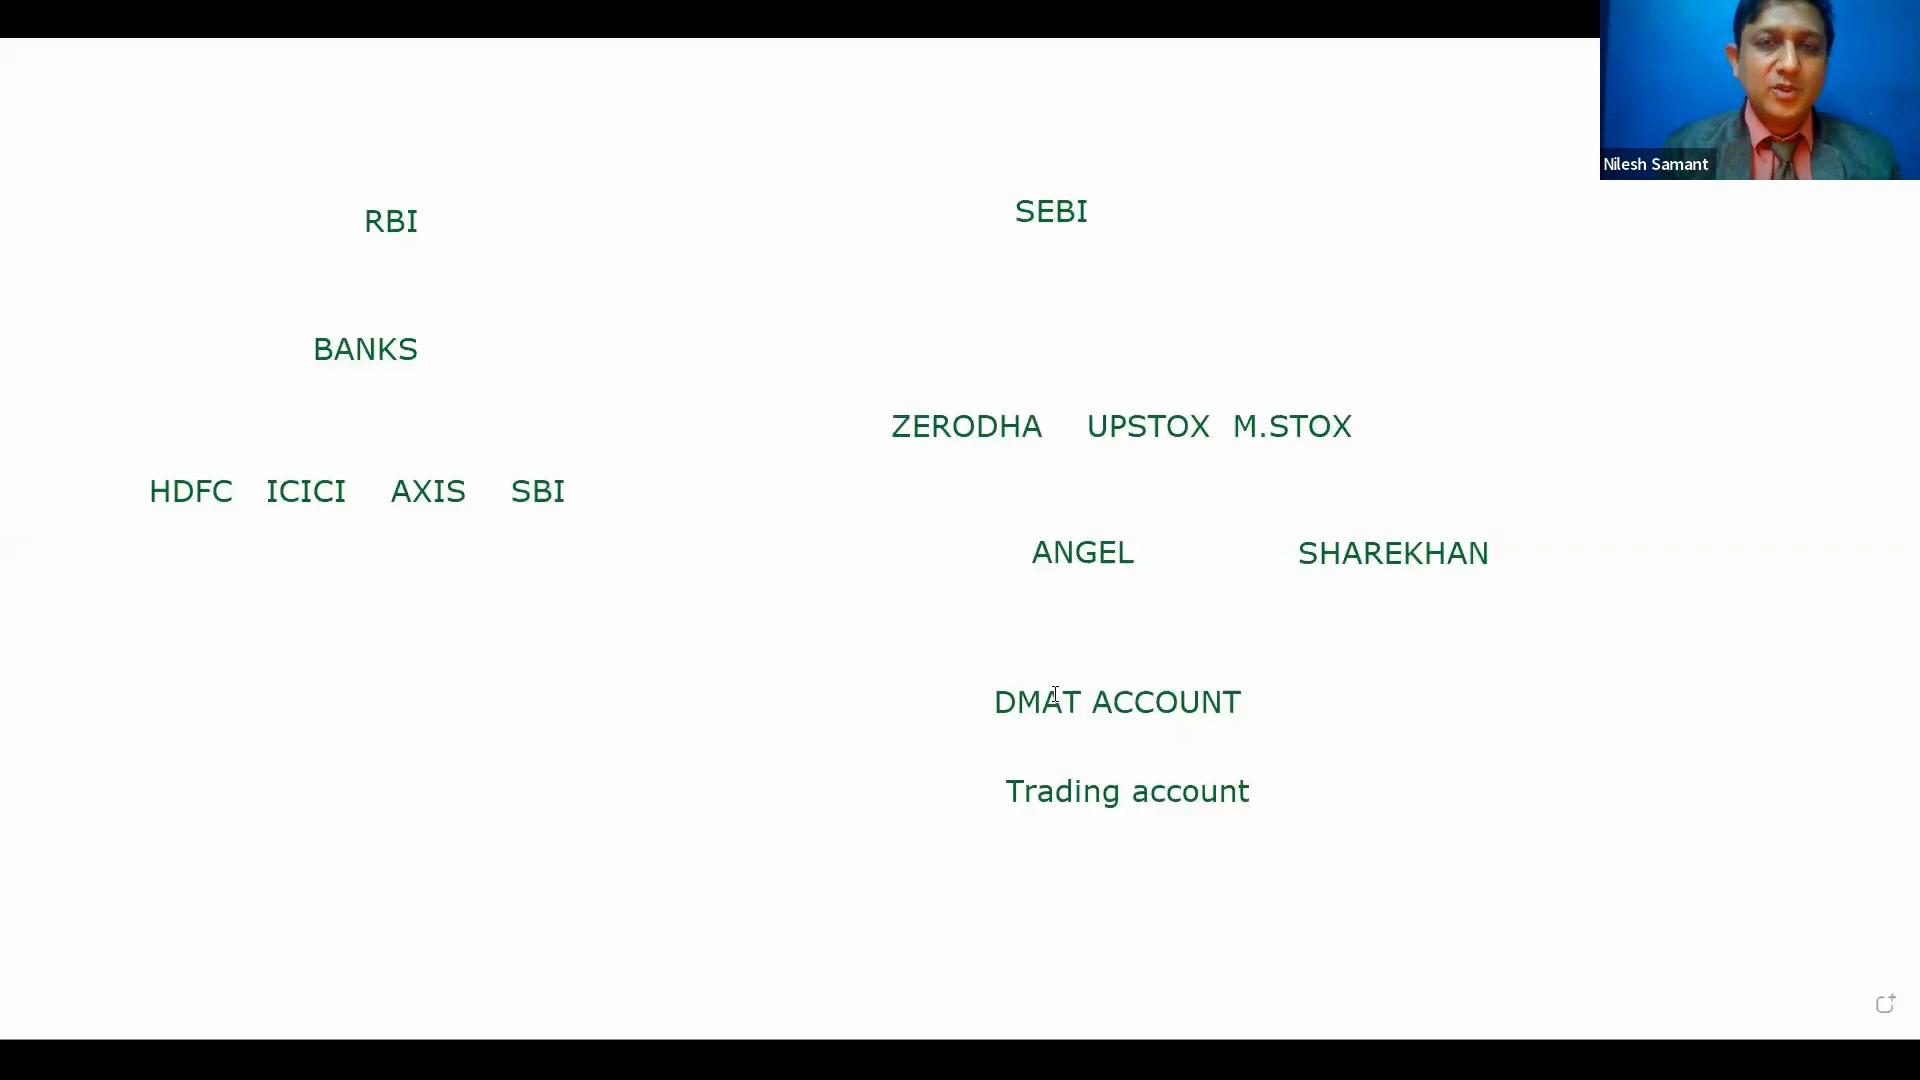 Nilesh Samant
RBI
SEBI
BANKS
ZERODHA UPSTOX M.STOX
HDFC ICICI AXIS SBI
ANGEL SHAREKHAN
DMAT ACCOUNT
Trading account